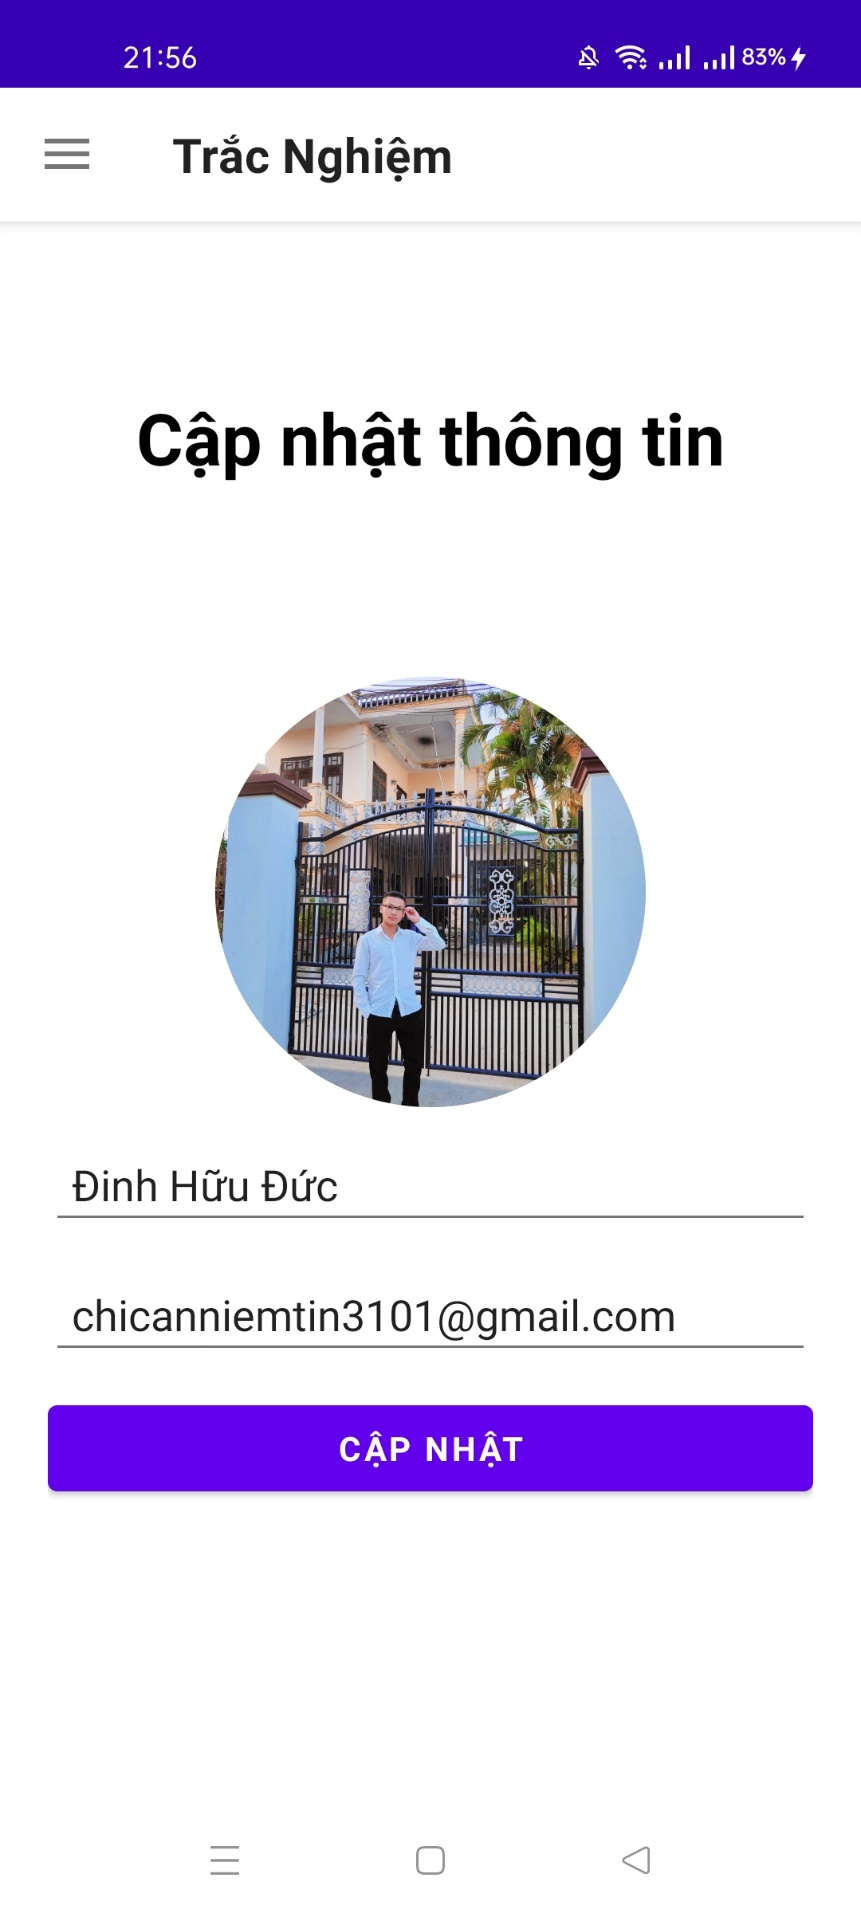 21:56
83%
Trắc Nghiệm
Cập nhật thông tin
Đinh Hữu Đức
chicanniemtin3101@gmail.com
CẬP NHẬT